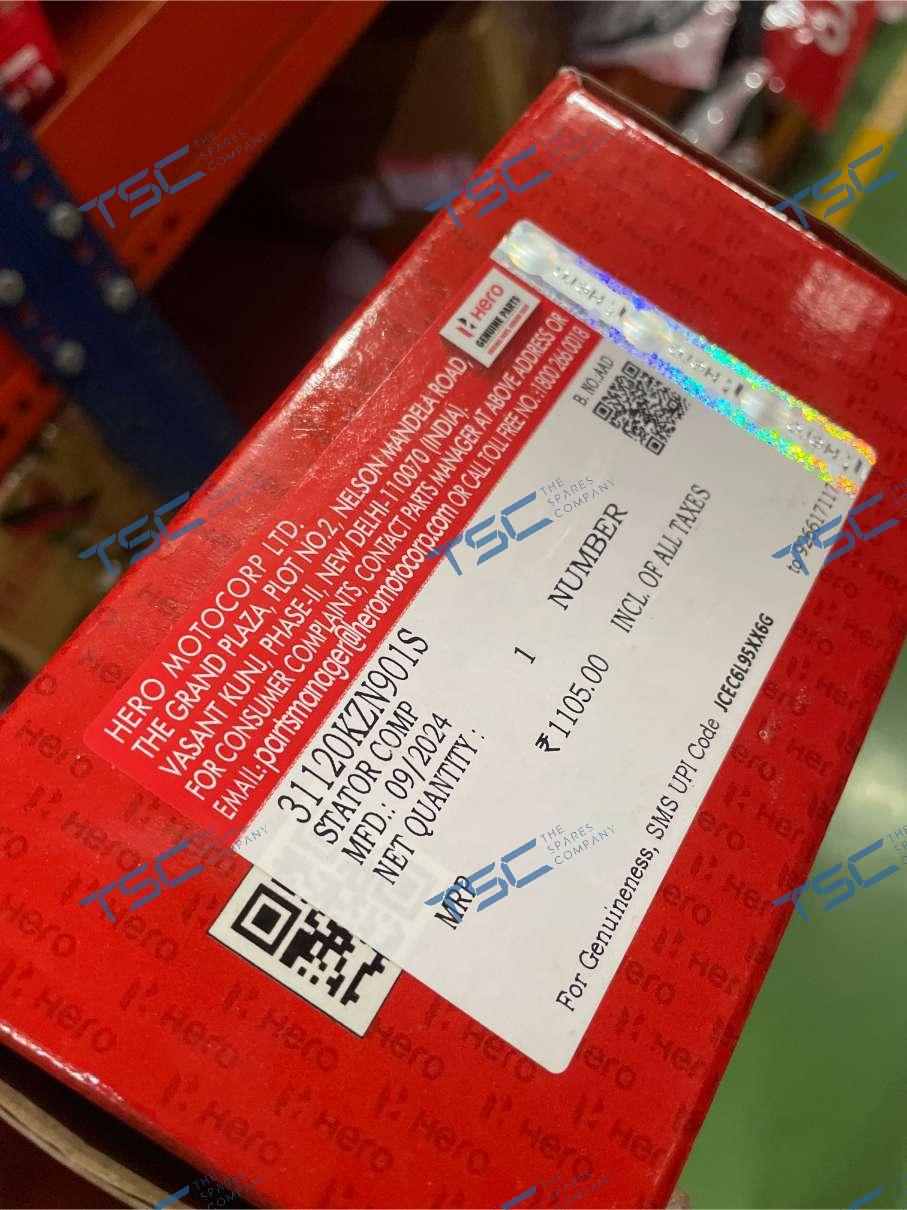 Hero
GENUINE PARTS
HERO MOTOCORP LTD.
THE GRAND PLAZA, PLOT NO.2, NELSON MANDELA ROAD,
VASANT KUNJ, PHASE-II, NEW DELHI- 110070 (INDIA),
FOR CONSUMER COMPLAINTS, CONTACT PARTS MANAGER AT ABOVE ADDRESS OR
EMAIL: partsmanager@heromotocorp.com OR CALL TOLL FREE NO.:1800 266 0018
B. NO.:AAD
31120KZN901S
STATOR COMP
MFD.: 09/2024
NET QUANTITY : 1 NUMBER
MRP ₹1105.00 INCL. OF ALL TAXES
For Genuineness, SMS UPI Code JCEC6L95XX6G
to 9266171171
TSC THE SPARES COMPANY